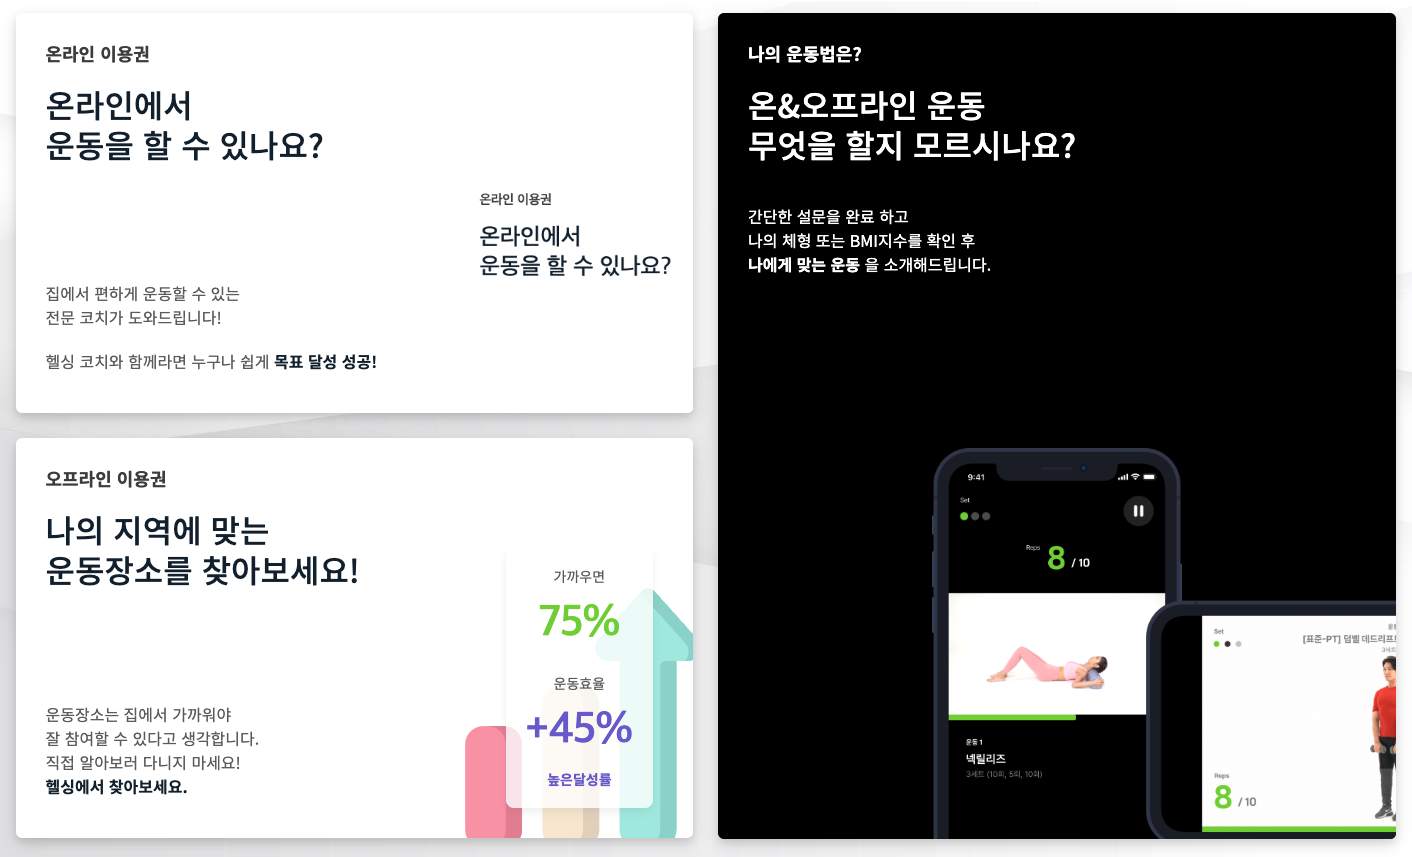 온라인 이용권
온라인에서
운동을 할 수 있나요?
온라인 이용권
온라인에서
운동을 할 수 있나요?
집에서 편하게 운동할 수 있는
전문 코치가 도와드립니다!
헬싱 코치와 함께라면 누구나 쉽게 목표 달성 성공!
오프라인 이용권
나의 지역에 맞는
운동장소를 찾아보세요!
가까우면
75%
운동효율
+45%
높은달성률
운동장소는 집에서 가까워야
잘 참여할 수 있다고 생각합니다.
직접 알아보러 다니지 마세요!
헬싱에서 찾아보세요.
나의 운동법은?
온&오프라인 운동
무엇을 할지 모르시나요?
간단한 설문을 완료 하고
나의 체형 또는 BMI지수를 확인 후
나에게 맞는 운동 을 소개해드립니다.
9:41
Set
Reps 8 / 10
운동 1
넥릴리즈
3세트 (10회, 5회, 10회)
Set
[표준-PT] 덤벨 데드리프
3세트
Reps
8 / 10